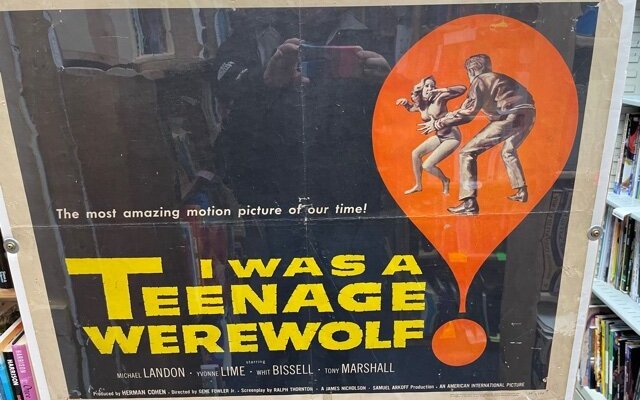 The most amazing motion picture of our time!
I WAS A
TEENAGE
WEREWOLF
starring
MICHAEL LANDON · YVONNE LIME · WHIT BISSELL · TONY MARSHALL
Produced by HERMAN COHEN · Directed by GENE FOWLER Jr. · Screenplay by RALPH THORNTON · A JAMES NICHOLSON · SAMUEL ARKOFF Production · AN AMERICAN INTERNATIONAL PICTURE
HARRISON